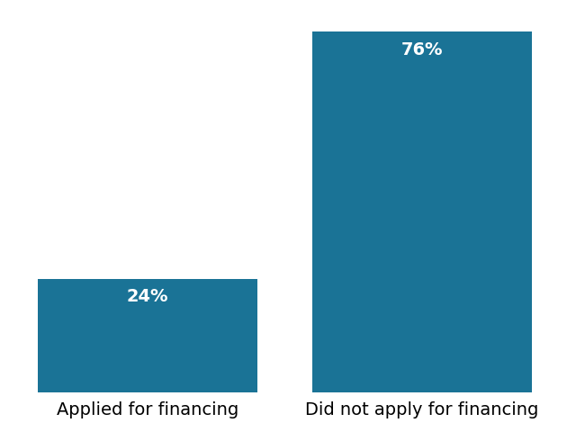 76%
24%
Applied for financing
Did not apply for financing